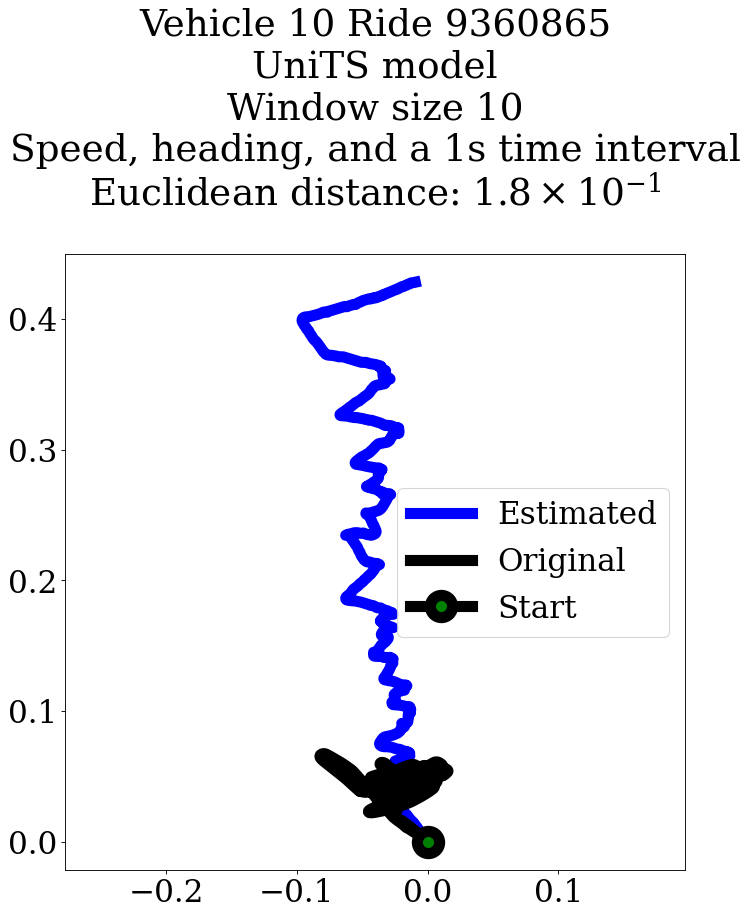 Vehicle 10 Ride 9360865
UniTS model
Window size 10
Speed, heading, and a 1s time interval
Euclidean distance: 1.8 × 10⁻¹
0.4
0.3
Estimated
Original
0.2
Start
0.1
0.0
−0.2
−0.1
0.0
0.1